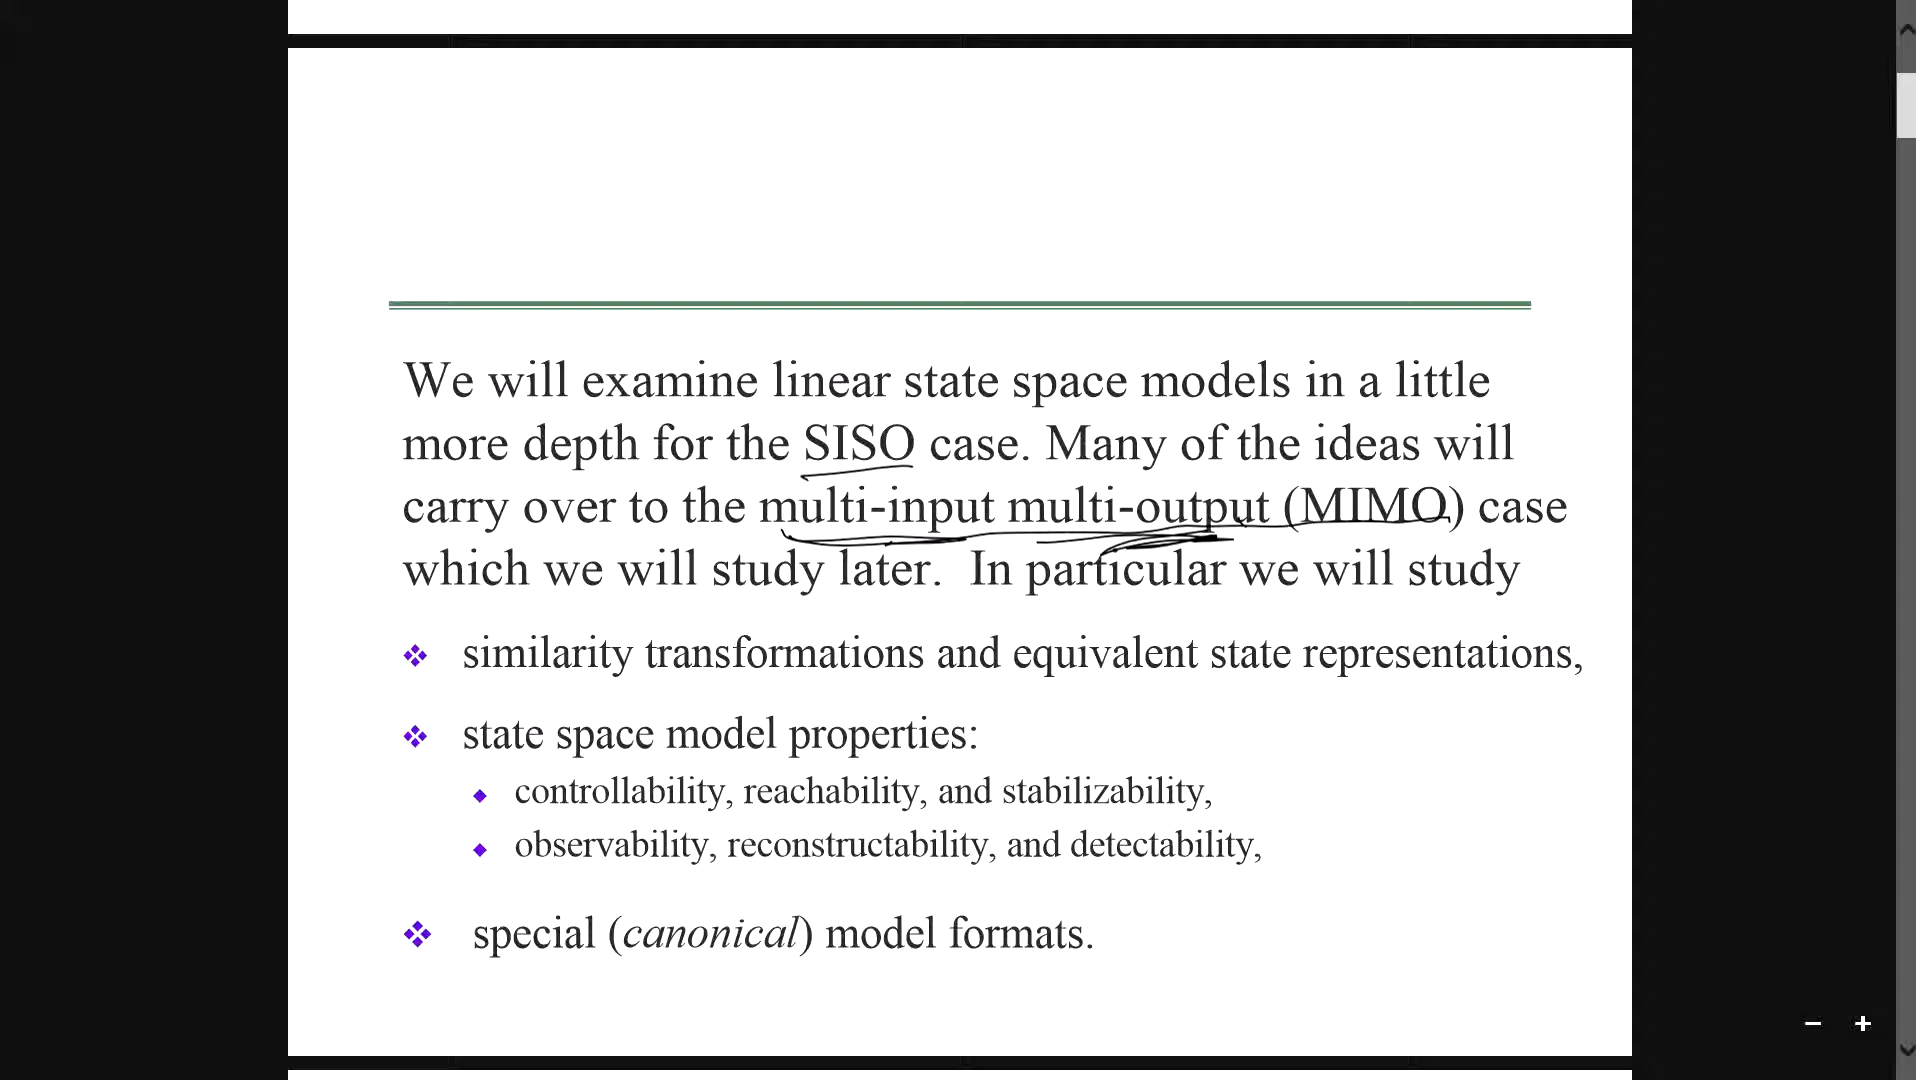 We will examine linear state space models in a little
more depth for the SISO case. Many of the ideas will
carry over to the multi-input multi-output (MIMO) case
which we will study later. In particular we will study
❖ similarity transformations and equivalent state representations,
❖ state space model properties:
◆ controllability, reachability, and stabilizability,
◆ observability, reconstructability, and detectability,
❖ special (canonical) model formats.